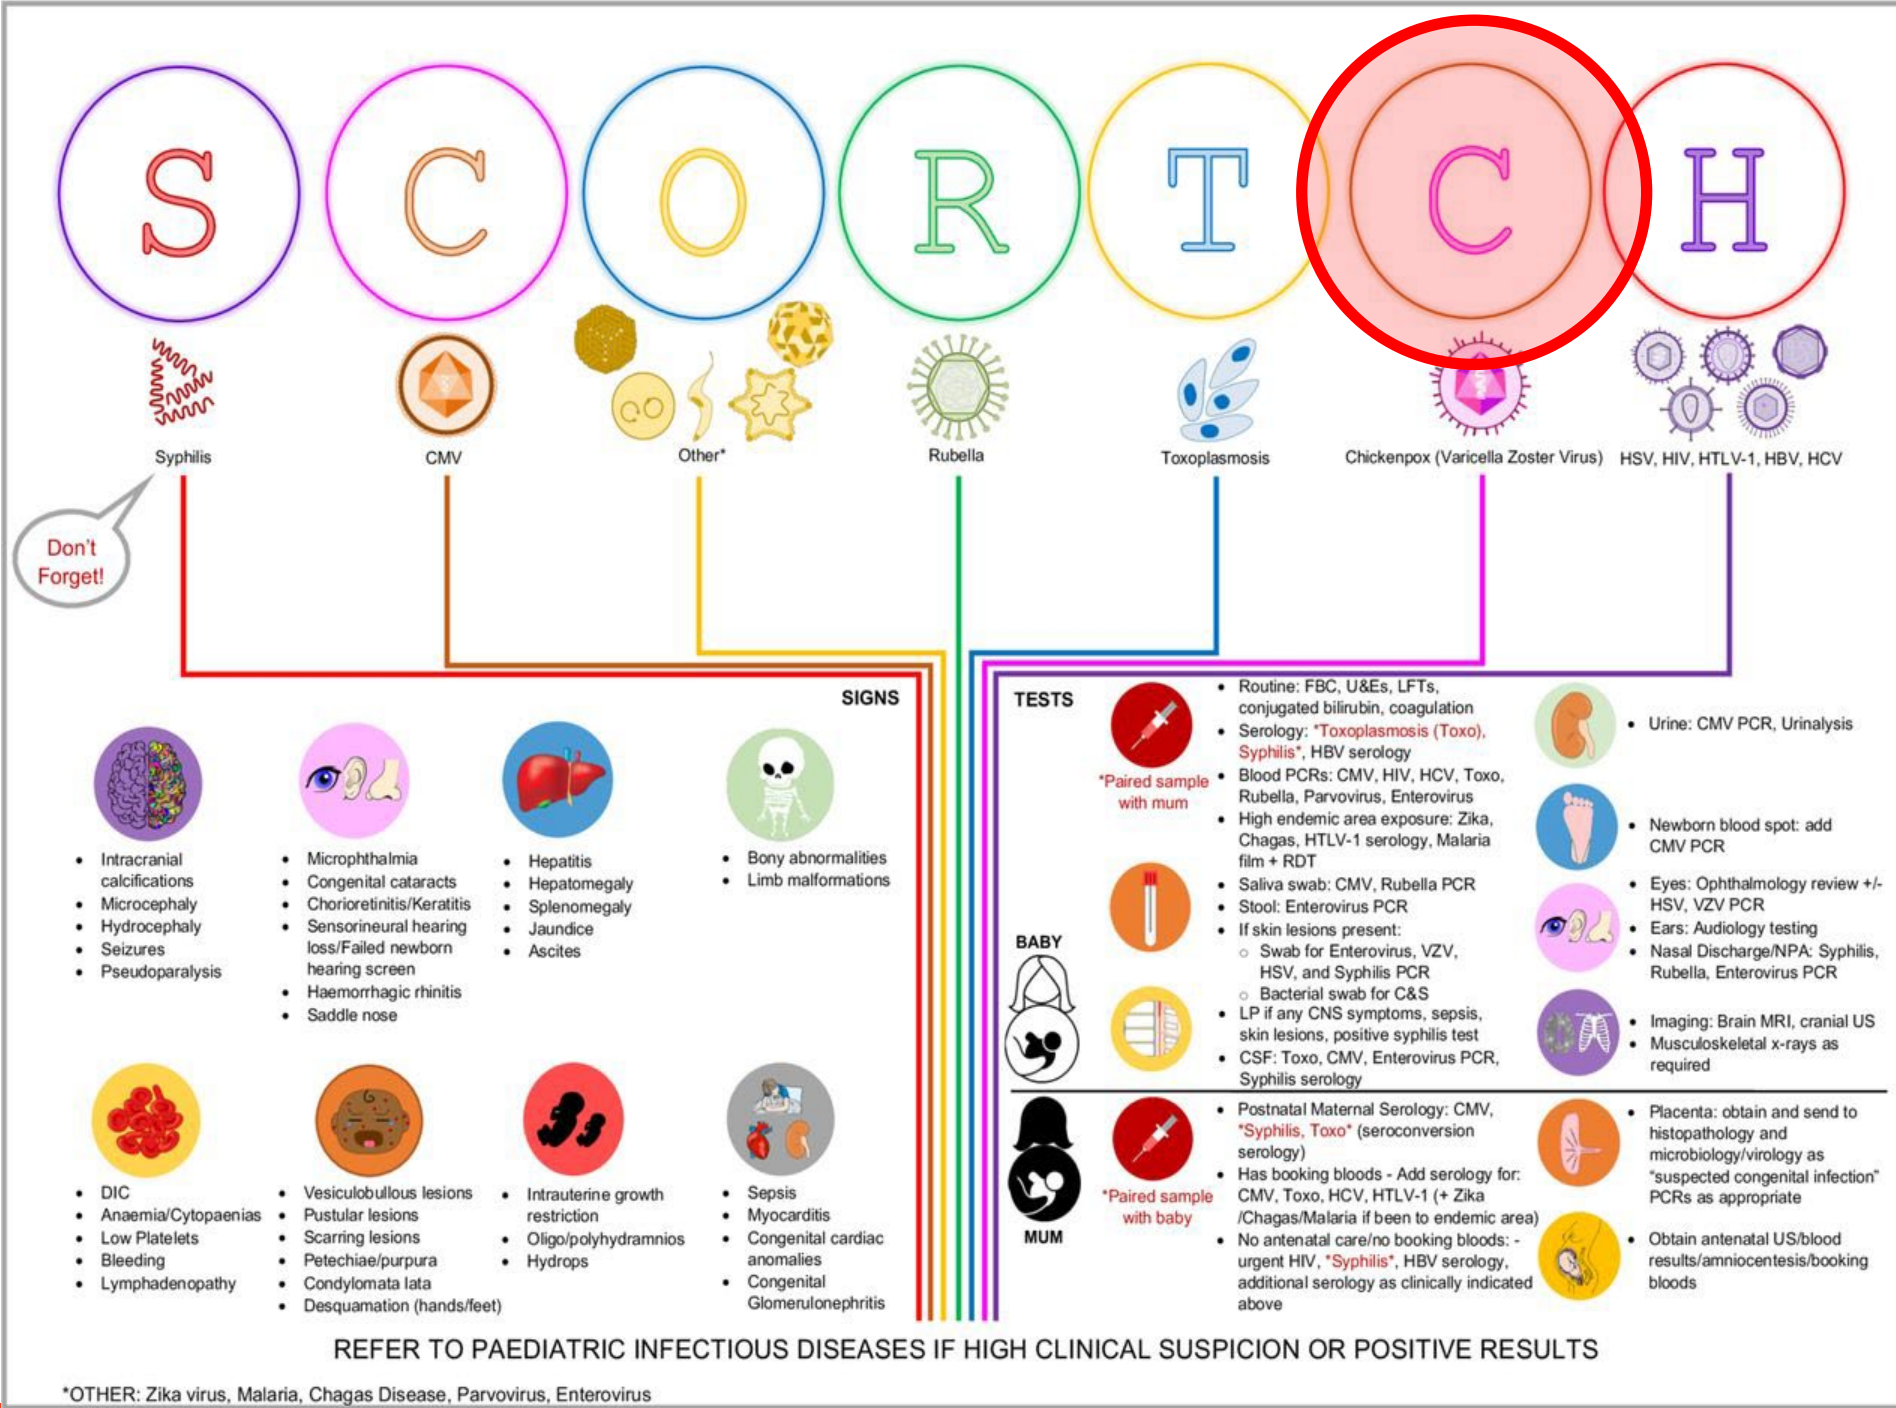 S
C
O
R
T
C
H
Syphilis
CMV
Other*
Rubella
Toxoplasmosis
Chickenpox (Varicella Zoster Virus)
HSV, HIV, HTLV-1, HBV, HCV
Don't
Forget!
SIGNS
• Intracranial
calcifications
• Microcephaly
• Hydrocephaly
• Seizures
• Pseudoparalysis
• Microphthalmia
• Congenital cataracts
• Chorioretinitis/Keratitis
• Sensorineural hearing
loss/Failed newborn
hearing screen
• Haemorrhagic rhinitis
• Saddle nose
• Hepatitis
• Hepatomegaly
• Splenomegaly
• Jaundice
• Ascites
• Bony abnormalities
• Limb malformations
• DIC
• Anaemia/Cytopaenias
• Low Platelets
• Bleeding
• Lymphadenopathy
• Vesiculobullous lesions
• Pustular lesions
• Scarring lesions
• Petechiae/purpura
• Condylomata lata
• Desquamation (hands/feet)
• Intrauterine growth
restriction
• Oligo/polyhydramnios
• Hydrops
• Sepsis
• Myocarditis
• Congenital cardiac
anomalies
• Congenital
Glomerulonephritis
TESTS
BABY
*Paired sample
with mum
• Routine: FBC, U&Es, LFTs,
conjugated bilirubin, coagulation
• Serology: *Toxoplasmosis (Toxo),
Syphilis*, HBV serology
• Blood PCRs: CMV, HIV, HCV, Toxo,
Rubella, Parvovirus, Enterovirus
• High endemic area exposure: Zika,
Chagas, HTLV-1 serology, Malaria
film + RDT
• Saliva swab: CMV, Rubella PCR
• Stool: Enterovirus PCR
• If skin lesions present:
○ Swab for Enterovirus, VZV,
HSV, and Syphilis PCR
○ Bacterial swab for C&S
• LP if any CNS symptoms, sepsis,
skin lesions, positive syphilis test
• CSF: Toxo, CMV, Enterovirus PCR,
Syphilis serology
• Urine: CMV PCR, Urinalysis
• Newborn blood spot: add
CMV PCR
• Eyes: Ophthalmology review +/-
HSV, VZV PCR
• Ears: Audiology testing
• Nasal Discharge/NPA: Syphilis,
Rubella, Enterovirus PCR
• Imaging: Brain MRI, cranial US
• Musculoskeletal x-rays as
required
MUM
*Paired sample
with baby
• Postnatal Maternal Serology: CMV,
*Syphilis, Toxo* (seroconversion
serology)
• Has booking bloods - Add serology for:
CMV, Toxo, HCV, HTLV-1 (+ Zika
/Chagas/Malaria if been to endemic area)
• No antenatal care/no booking bloods: -
urgent HIV, *Syphilis*, HBV serology,
additional serology as clinically indicated
above
• Placenta: obtain and send to
histopathology and
microbiology/virology as
“suspected congenital infection”
PCRs as appropriate
• Obtain antenatal US/blood
results/amniocentesis/booking
bloods
REFER TO PAEDIATRIC INFECTIOUS DISEASES IF HIGH CLINICAL SUSPICION OR POSITIVE RESULTS
*OTHER: Zika virus, Malaria, Chagas Disease, Parvovirus, Enterovirus